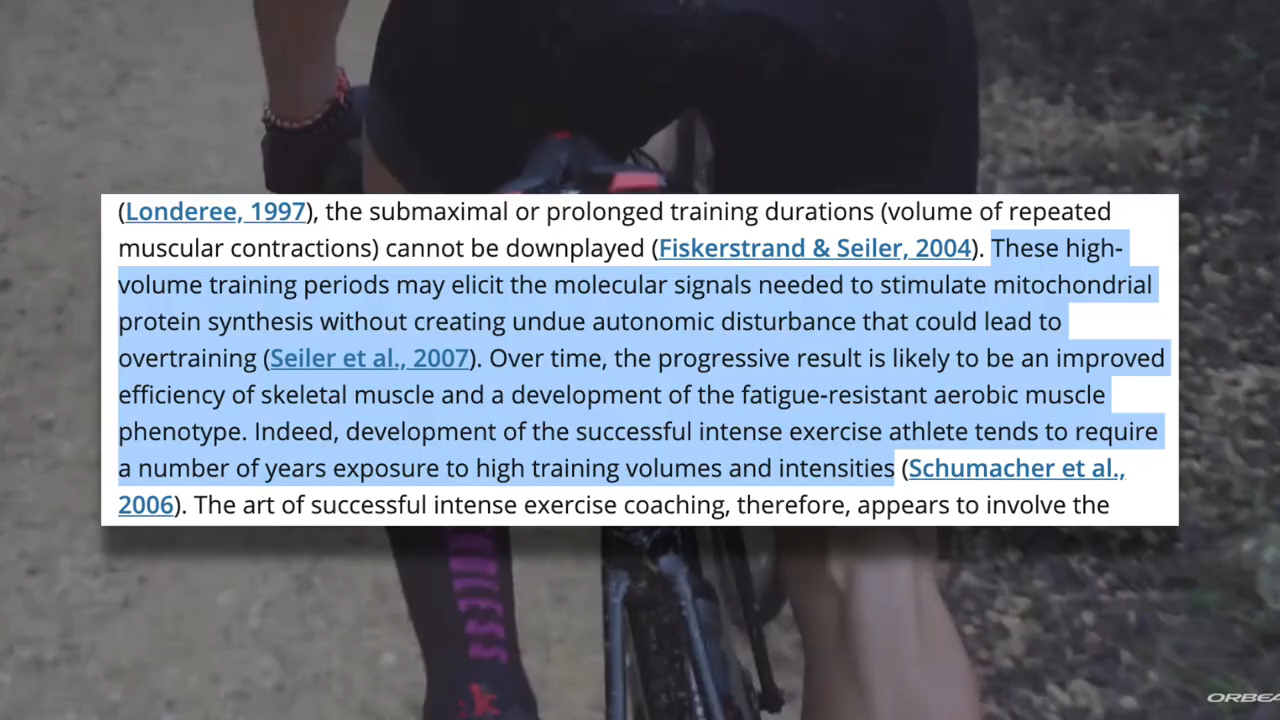 (Londeree, 1997), the submaximal or prolonged training durations (volume of repeated
muscular contractions) cannot be downplayed (Fiskerstrand & Seiler, 2004). These high-
volume training periods may elicit the molecular signals needed to stimulate mitochondrial
protein synthesis without creating undue autonomic disturbance that could lead to
overtraining (Seiler et al., 2007). Over time, the progressive result is likely to be an improved
efficiency of skeletal muscle and a development of the fatigue-resistant aerobic muscle
phenotype. Indeed, development of the successful intense exercise athlete tends to require
a number of years exposure to high training volumes and intensities (Schumacher et al.,
2006). The art of successful intense exercise coaching, therefore, appears to involve the